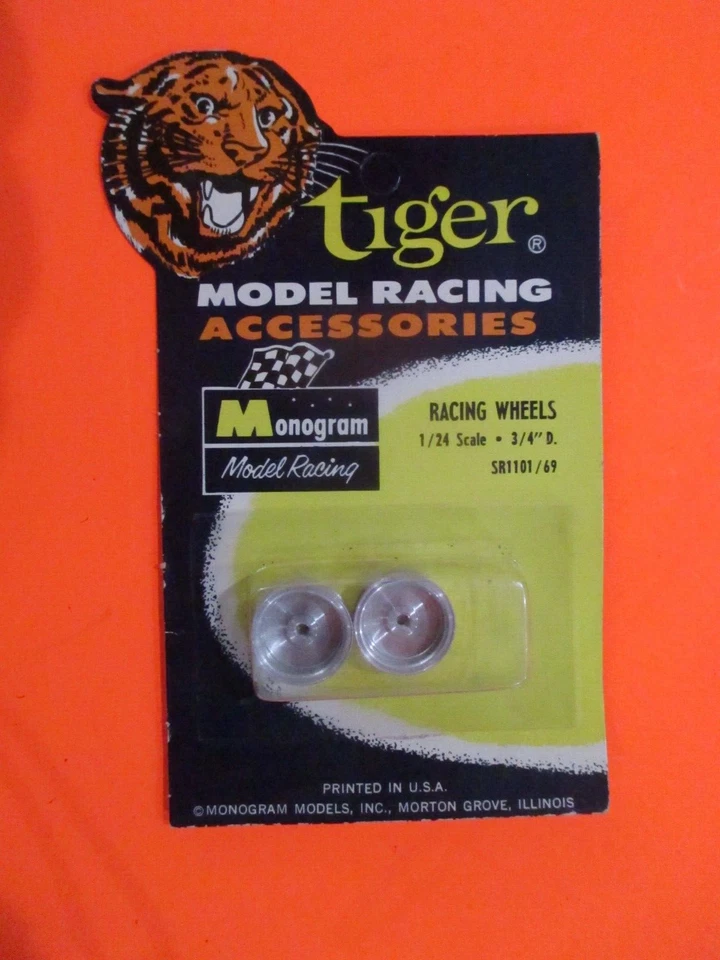 tiger ®
MODEL RACING
ACCESSORIES
Monogram
Model Racing
RACING WHEELS
1/24 Scale • 3/4" D.
SR1101/69
PRINTED IN U.S.A.
©MONOGRAM MODELS, INC., MORTON GROVE, ILLINOIS